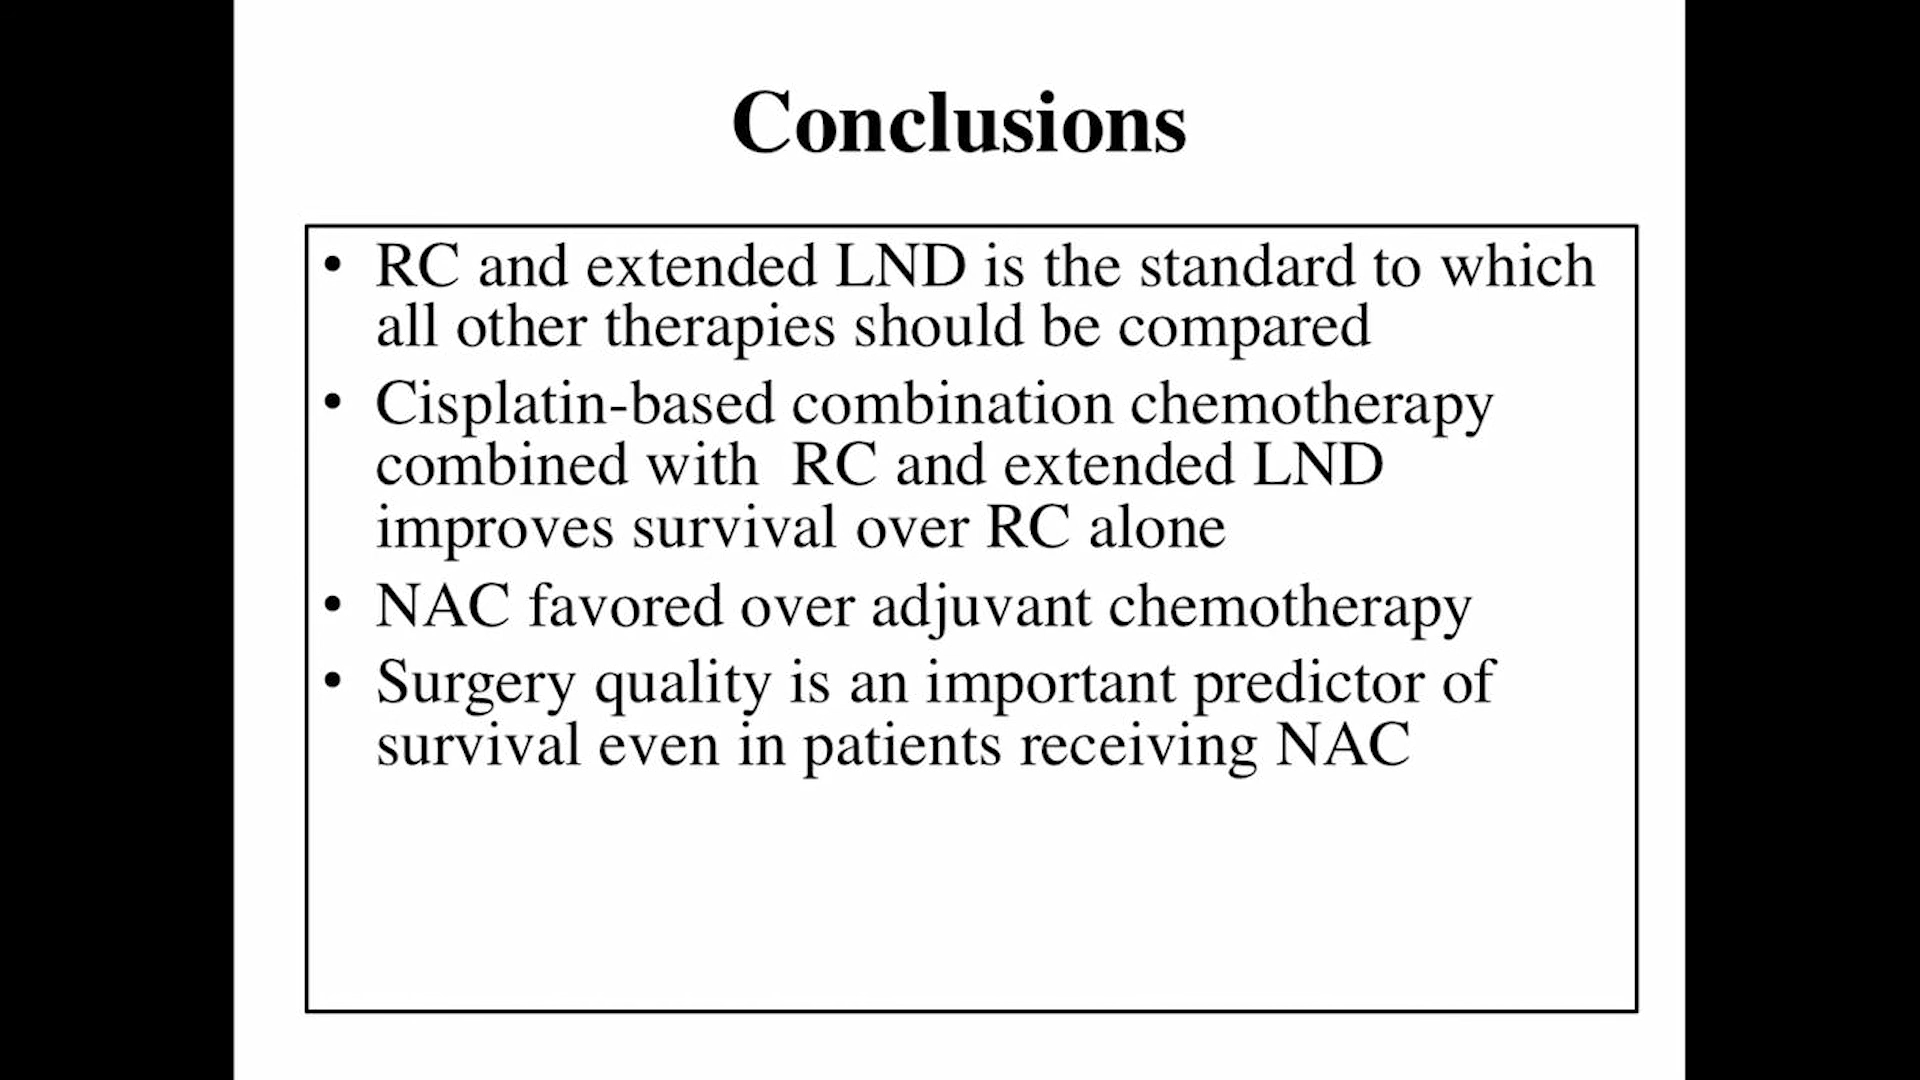 Conclusions
• RC and extended LND is the standard to which
all other therapies should be compared
• Cisplatin-based combination chemotherapy
combined with  RC and extended LND
improves survival over RC alone
• NAC favored over adjuvant chemotherapy
• Surgery quality is an important predictor of
survival even in patients receiving NAC